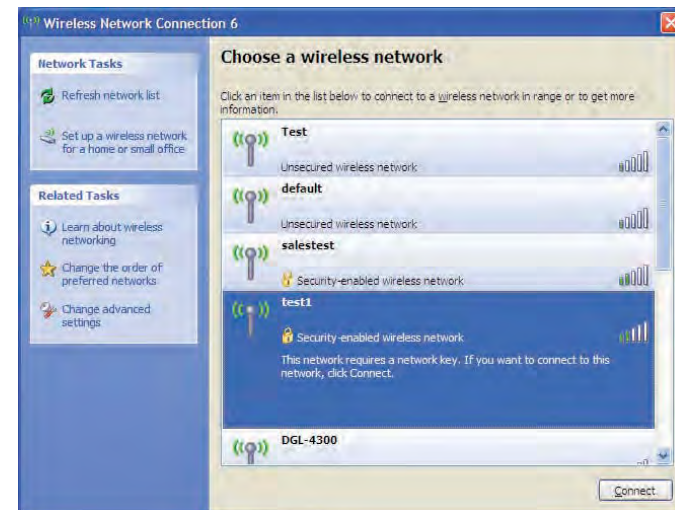 Wireless Network Connection 6
Network Tasks
Refresh network list
Set up a wireless network
for a home or small office
Related Tasks
Learn about wireless
networking
Change the order of
preferred networks
Change advanced
settings
Choose a wireless network
Click an item in the list below to connect to a wireless network in range or to get more
information.
Test
Unsecured wireless network
default
Unsecured wireless network
salestest
Security-enabled wireless network
test1
Security-enabled wireless network
This network requires a network key. If you want to connect to this
network, click Connect.
DGL-4300
Connect